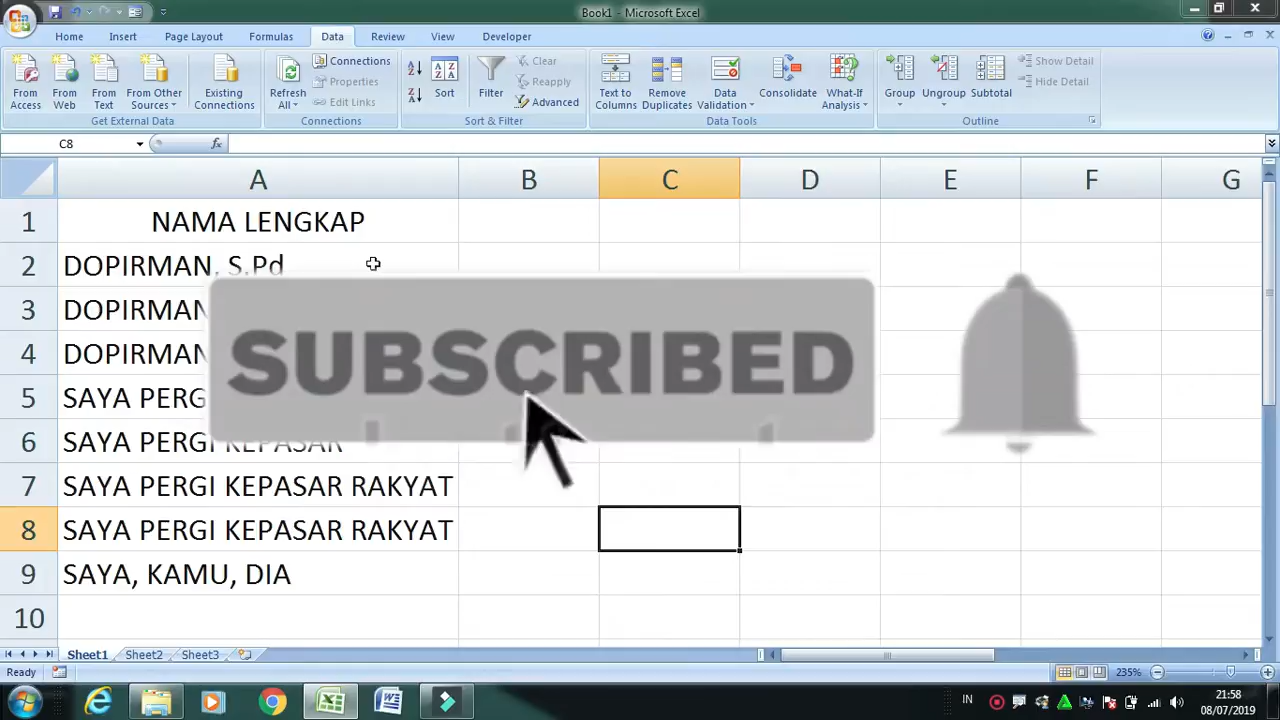 Book1 - Microsoft Excel
Home Insert Page Layout Formulas Data Review View Developer
From Access
From Web
From Text
From Other Sources
Existing Connections
Get External Data
Refresh All
Connections
Properties
Edit Links
Connections
Sort
Filter
Clear
Reapply
Advanced
Sort & Filter
Text to Columns
Remove Duplicates
Data Validation
Consolidate
What-If Analysis
Data Tools
Group
Ungroup
Subtotal
Show Detail
Hide Detail
Outline
C8 fx
A B C D E F G
1 NAMA LENGKAP
2 DOPIRMAN, S.Pd
3 DOPIRMAN
4 DOPIRMAN
5 SAYA PERGI
6 SAYA PERGI KEPASAR
7 SAYA PERGI KEPASAR RAKYAT
8 SAYA PERGI KEPASAR RAKYAT
9 SAYA, KAMU, DIA
10
SUBSCRIBED
Sheet1 Sheet2 Sheet3
Ready 235%
IN 21:58
08/07/2019